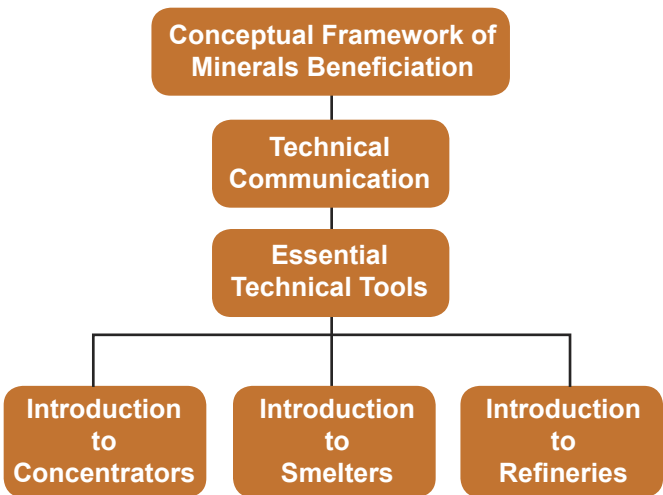 Conceptual Framework of
Minerals Beneficiation
Technical
Communication
Essential
Technical Tools
Introduction
to
Concentrators
Introduction
to
Smelters
Introduction
to
Refineries